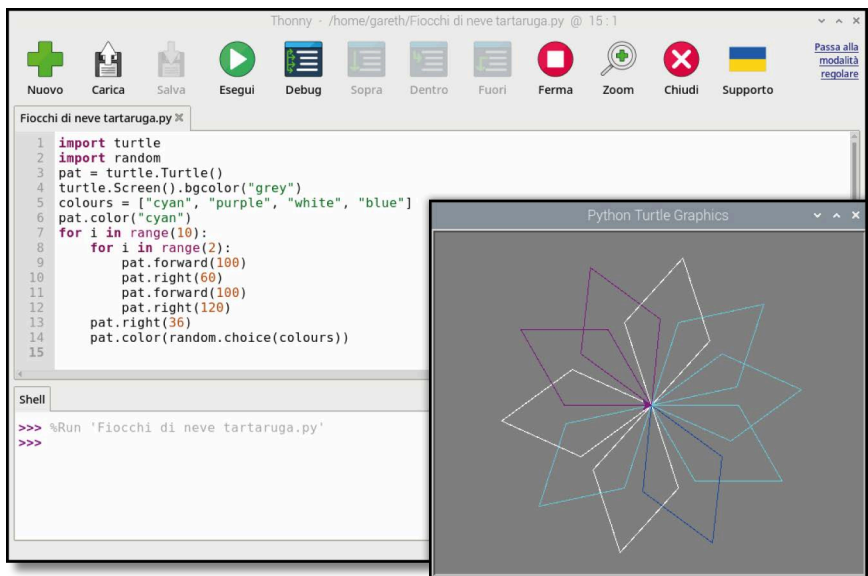 Thonny - /home/gareth/Fiocchi di neve tartaruga.py @ 15 : 1
Nuovo Carica Salva Esegui Debug Sopra Dentro Fuori Ferma Zoom Chiudi Supporto
Passa alla
modalità
regolare
Fiocchi di neve tartaruga.py
1 import turtle
2 import random
3 pat = turtle.Turtle()
4 turtle.Screen().bgcolor("grey")
5 colours = ["cyan", "purple", "white", "blue"]
6 pat.color("cyan")
7 for i in range(10):
8     for i in range(2):
9         pat.forward(100)
10         pat.right(60)
11         pat.forward(100)
12         pat.right(120)
13     pat.right(36)
14     pat.color(random.choice(colours))
15
Python Turtle Graphics
Shell
>>> %Run 'Fiocchi di neve tartaruga.py'
>>>